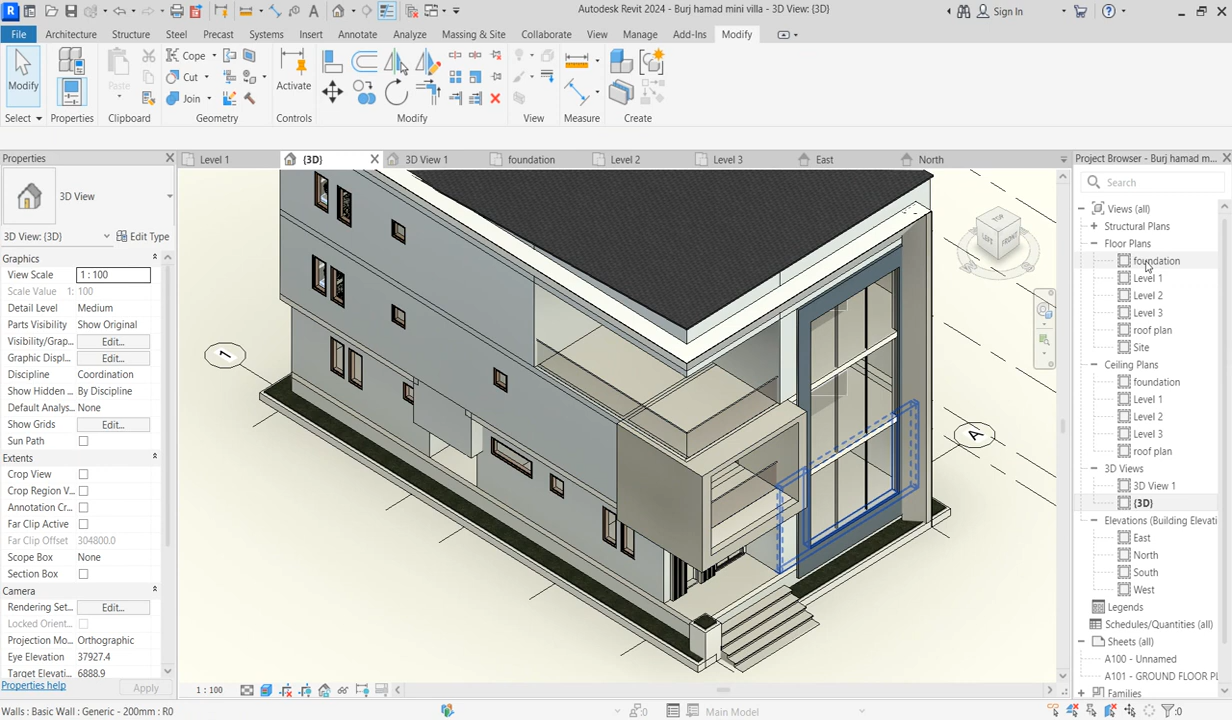 Autodesk Revit 2024 - Burj hamad mini villa - 3D View: {3D}
Sign In
File Architecture Structure Steel Precast Systems Insert Annotate Analyze Massing & Site Collaborate View Manage Add-Ins Modify
Modify
Paste
Cope
Cut
Join
Activate
Select Properties Clipboard Geometry Controls Modify View Measure Create
Properties
Level 1 {3D} 3D View 1 foundation Level 2 Level 3 East North
Project Browser - Burj hamad m...
3D View
3D View: {3D} Edit Type
Graphics
View Scale 1 : 100
Scale Value 1: 100
Detail Level Medium
Parts Visibility Show Original
Visibility/Grap... Edit...
Graphic Displ... Edit...
Discipline Coordination
Show Hidden ... By Discipline
Default Analys... None
Show Grids Edit...
Sun Path
Extents
Crop View
Crop Region V...
Annotation Cr...
Far Clip Active
Far Clip Offset 304800.0
Scope Box None
Section Box
Camera
Rendering Set... Edit...
Locked Orient...
Projection Mo... Orthographic
Eye Elevation 37927.4
Target Elevati... 6888.9
Properties help Apply
1
A
TOP
LEFT FRONT
Search
Views (all)
Structural Plans
Floor Plans
foundation
Level 1
Level 2
Level 3
roof plan
Site
Ceiling Plans
foundation
Level 1
Level 2
Level 3
roof plan
3D Views
3D View 1
{3D}
Elevations (Building Elevati
East
North
South
West
Legends
Schedules/Quantities (all)
Sheets (all)
A100 - Unnamed
A101 - GROUND FLOOR PL
Families
1 : 100
Walls : Basic Wall : Generic - 200mm : R0
:0
Main Model
:0